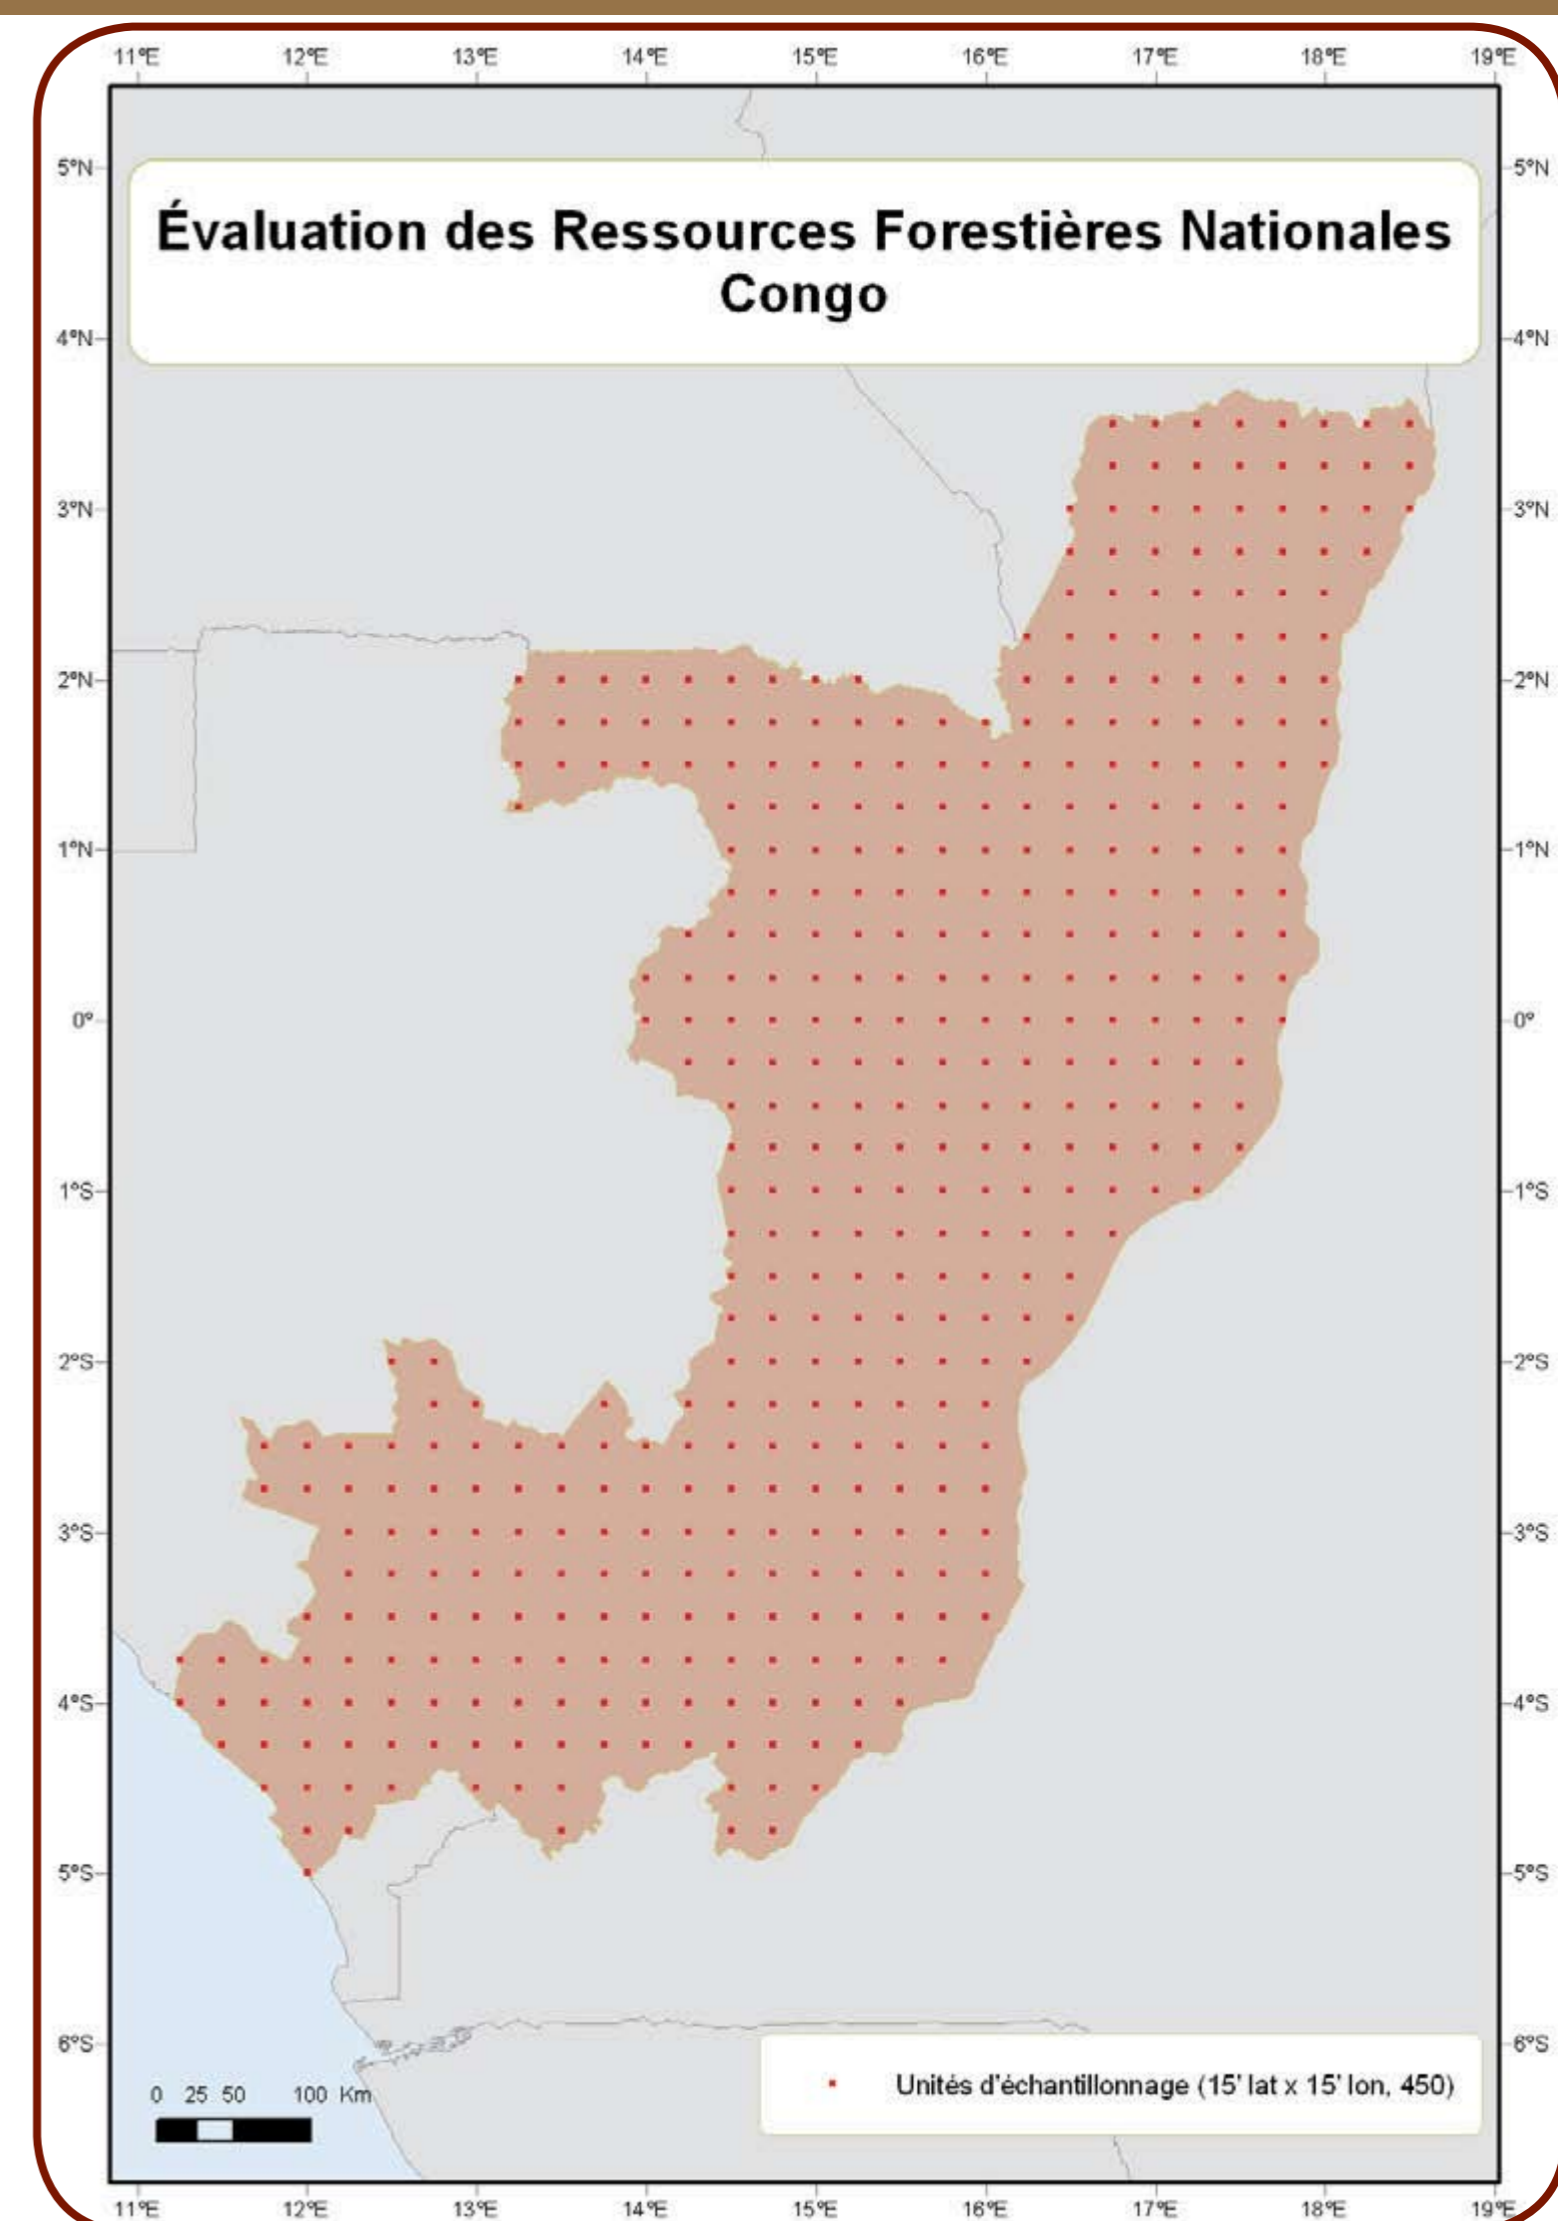 11°E 12°E 13°E 14°E 15°E 16°E 17°E 18°E 19°E
5°N 5°N
Évaluation des Ressources Forestières Nationales
Congo
4°N 4°N
3°N 3°N
2°N 2°N
1°N 1°N
0° 0°
1°S 1°S
2°S 2°S
3°S 3°S
4°S 4°S
5°S 5°S
6°S 6°S
0 25 50 100 Km
Unités d'échantillonnage (15' lat x 15' lon, 450)
11°E 12°E 13°E 14°E 15°E 16°E 17°E 18°E 19°E